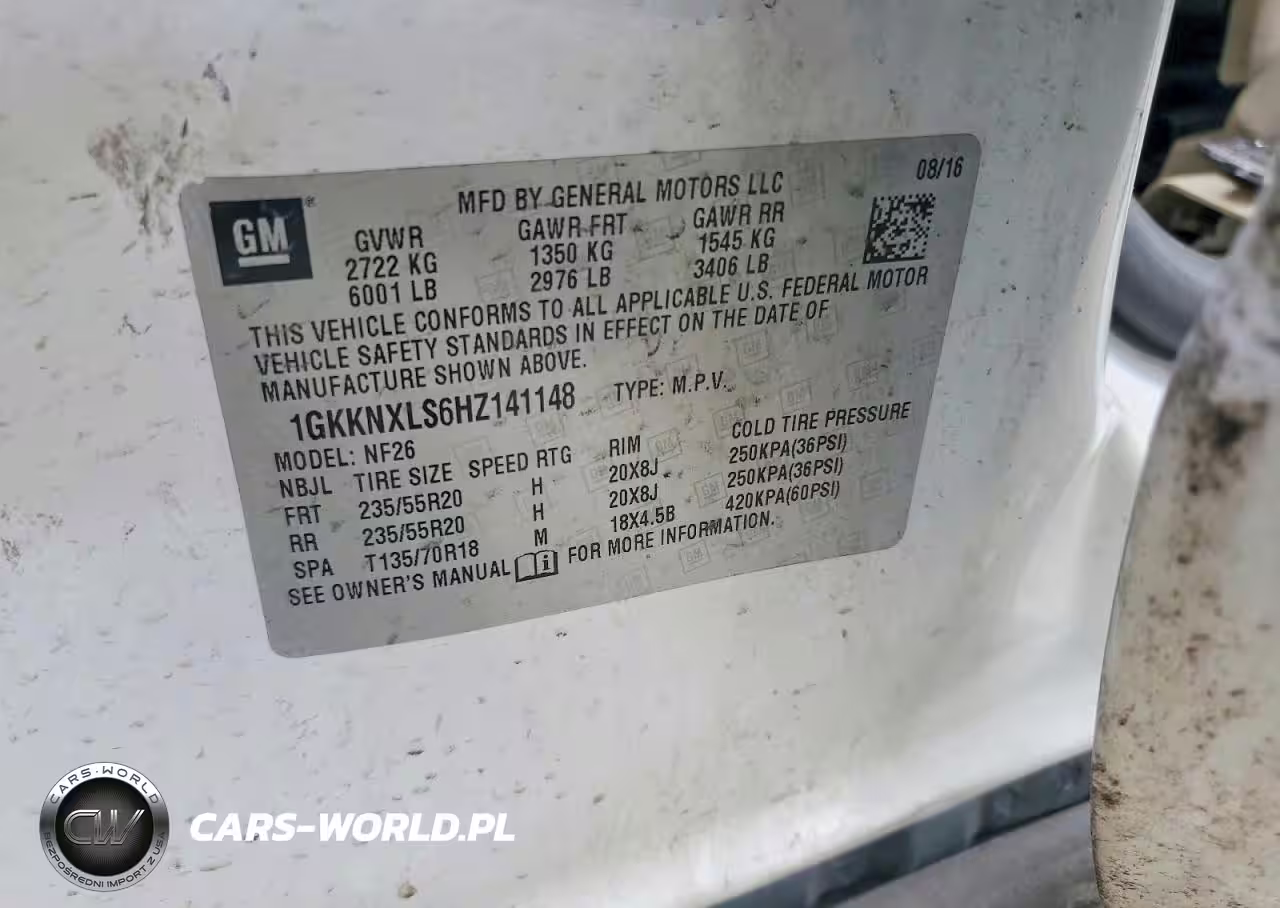 08/16
MFD BY GENERAL MOTORS LLC
GM®
GVWR GAWR FRT GAWR RR
2722 KG 1350 KG 1545 KG
6001 LB 2976 LB 3406 LB
THIS VEHICLE CONFORMS TO ALL APPLICABLE U.S. FEDERAL MOTOR
VEHICLE SAFETY STANDARDS IN EFFECT ON THE DATE OF
MANUFACTURE SHOWN ABOVE.
1GKKNXLS6HZ141148 TYPE: M.P.V.
MODEL: NF26
NBJL TIRE SIZE SPEED RTG RIM COLD TIRE PRESSURE
FRT 235/55R20 H 20X8J 250KPA(36PSI)
RR 235/55R20 H 20X8J 250KPA(36PSI)
SPA T135/70R18 M 18X4.5B 420KPA(60PSI)
SEE OWNER'S MANUAL FOR MORE INFORMATION.
CARS-WORLD
CW
BEZPOŚREDNI IMPORT Z USA
CARS-WORLD.PL